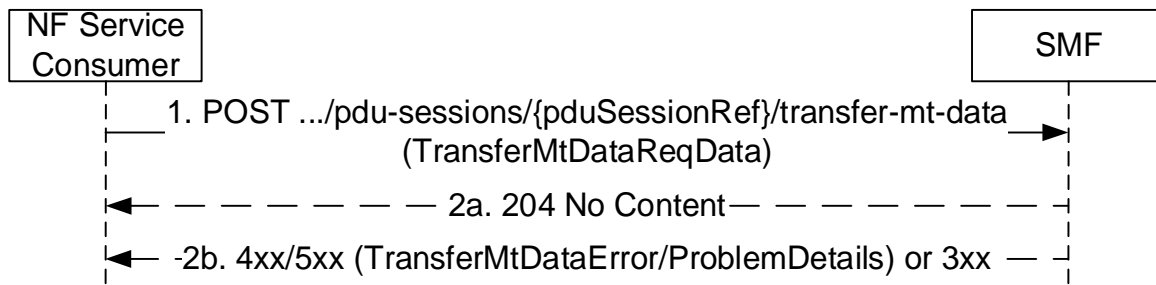 NF Service
Consumer
SMF
1. POST .../pdu-sessions/{pduSessionRef}/transfer-mt-data
(TransferMtDataReqData)
2a. 204 No Content
2b. 4xx/5xx (TransferMtDataError/ProblemDetails) or 3xx